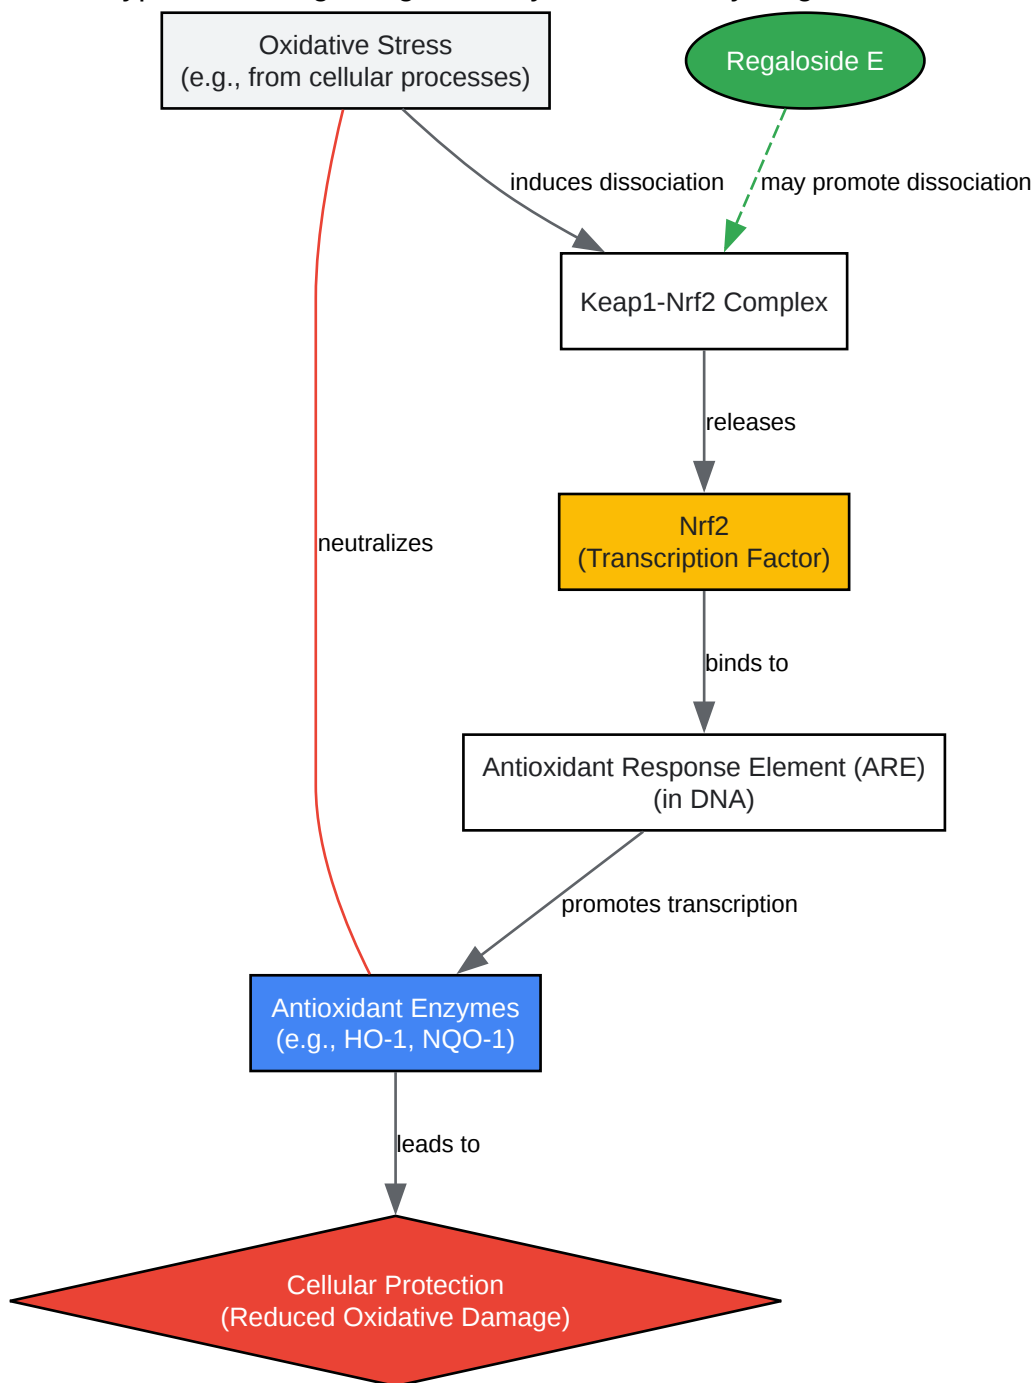 Oxidative Stress
(e.g., from cellular processes)
Regaloside E
induces dissociation
may promote dissociation
Keap1-Nrf2 Complex
releases
Nrf2
(Transcription Factor)
neutralizes
binds to
Antioxidant Response Element (ARE)
(in DNA)
promotes transcription
Antioxidant Enzymes
(e.g., HO-1, NQO-1)
leads to
Cellular Protection
(Reduced Oxidative Damage)